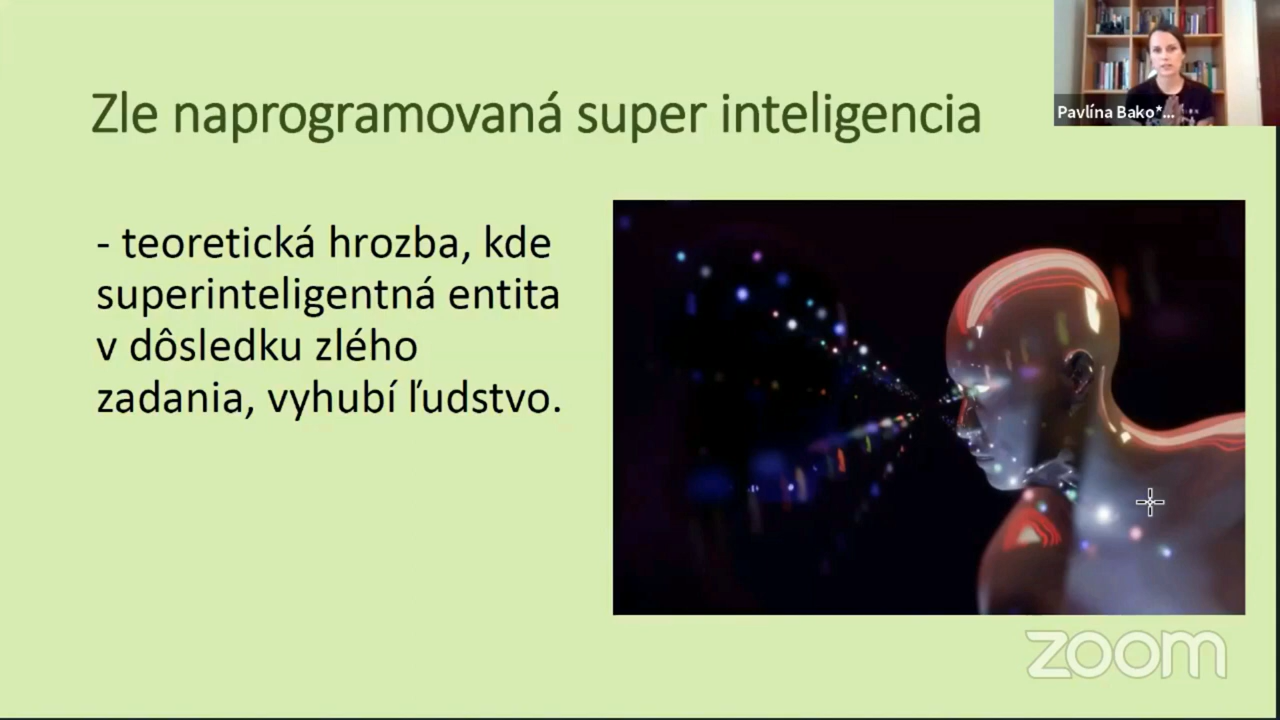 Zle naprogramovaná super inteligencia
Pavlína Bako*...
- teoretická hrozba, kde
superinteligentná entita
v dôsledku zlého
zadania, vyhubí ľudstvo.
zoom